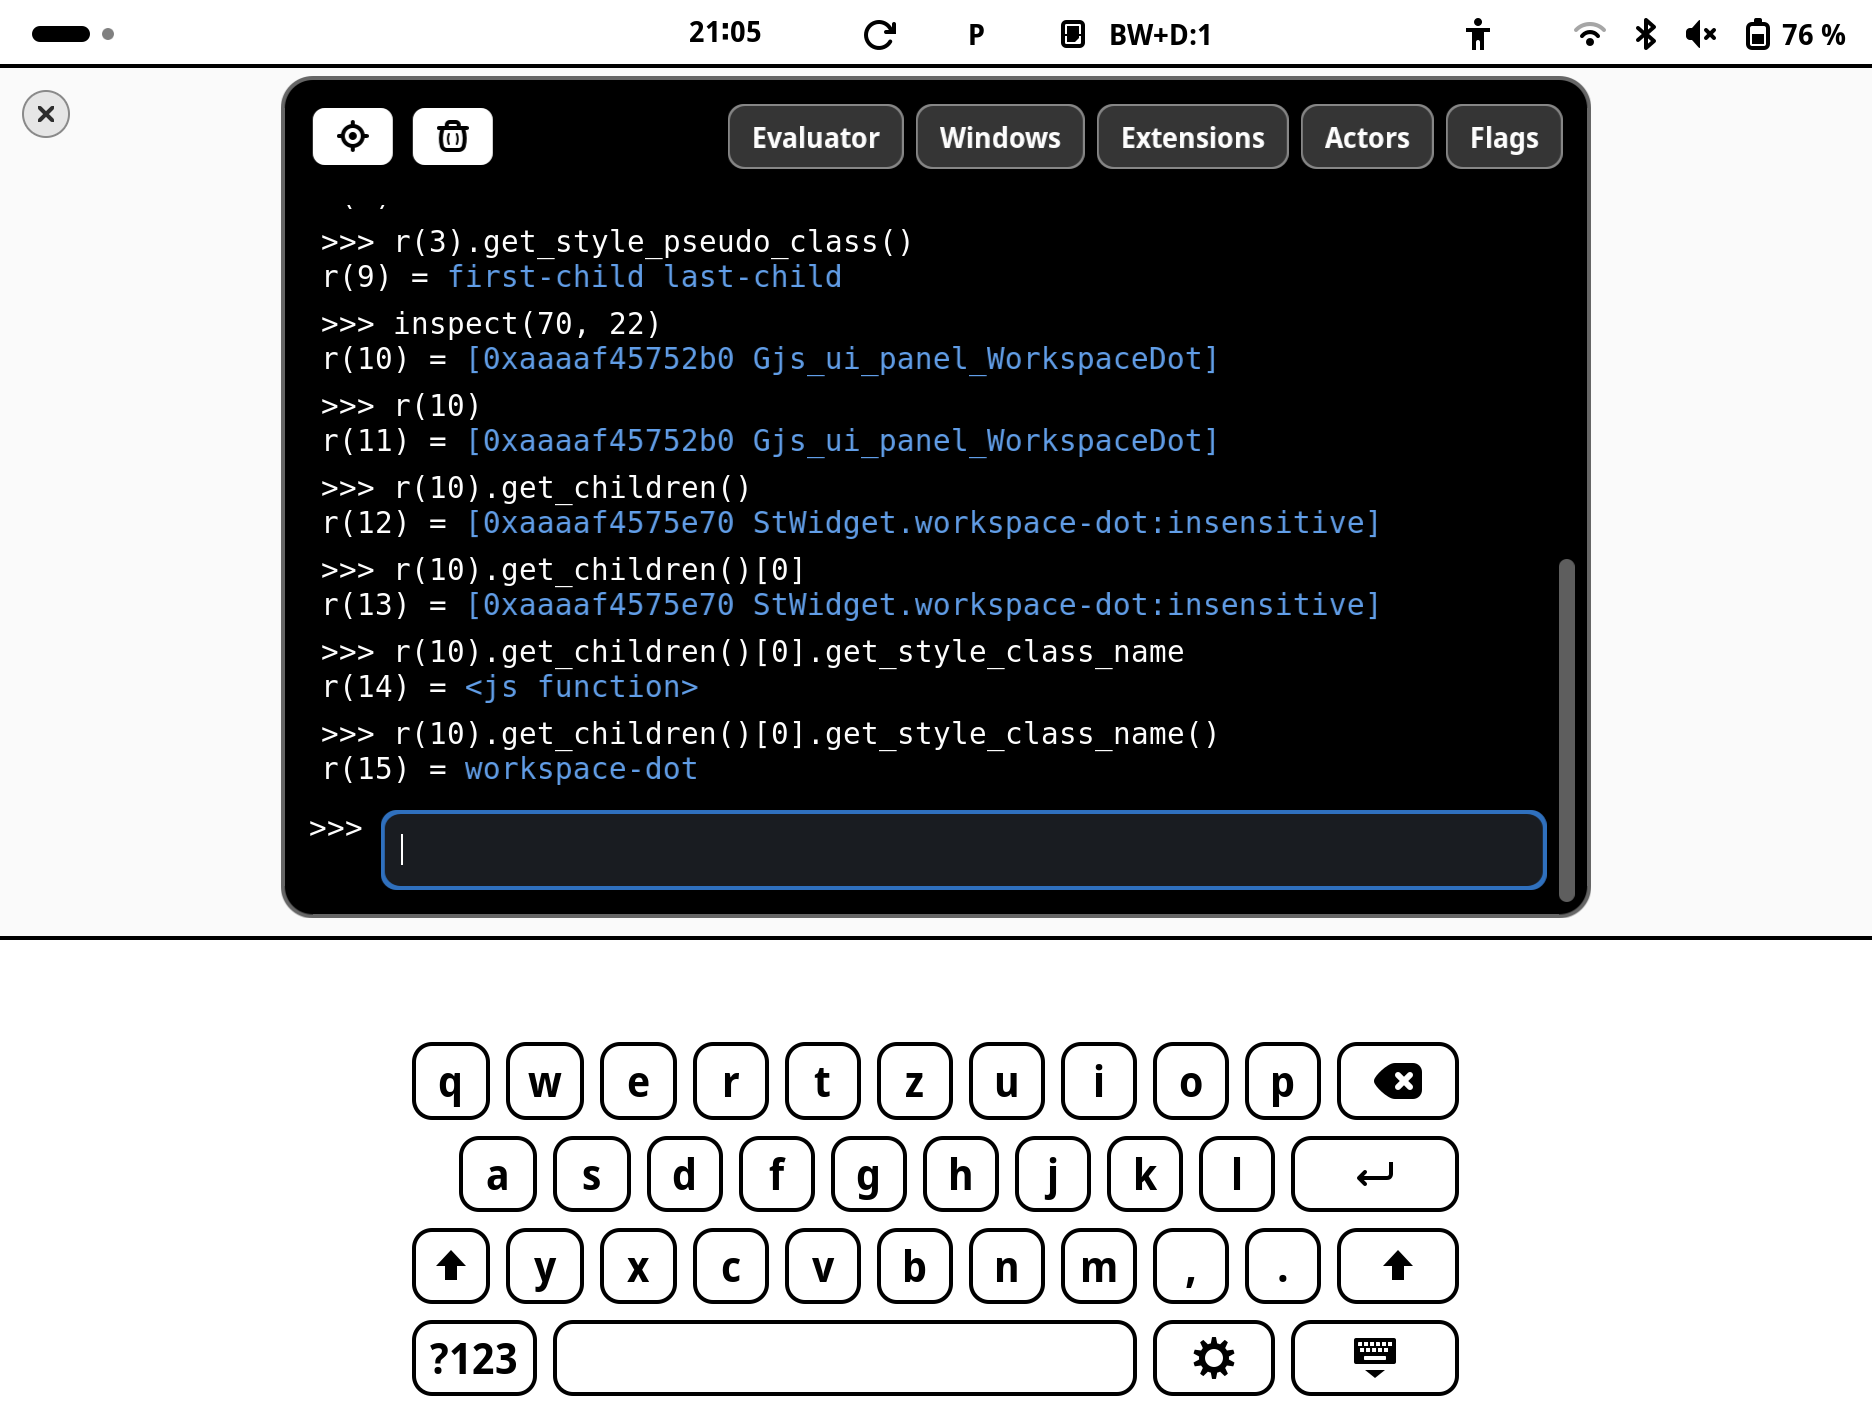 21:05 P BW+D:1 76 %
Evaluator Windows Extensions Actors Flags
>>> r(3).get_style_pseudo_class()
r(9) = first-child last-child
>>> inspect(70, 22)
r(10) = [0xaaaaf45752b0 Gjs_ui_panel_WorkspaceDot]
>>> r(10)
r(11) = [0xaaaaf45752b0 Gjs_ui_panel_WorkspaceDot]
>>> r(10).get_children()
r(12) = [0xaaaaf4575e70 StWidget.workspace-dot:insensitive]
>>> r(10).get_children()[0]
r(13) = [0xaaaaf4575e70 StWidget.workspace-dot:insensitive]
>>> r(10).get_children()[0].get_style_class_name
r(14) = <js function>
>>> r(10).get_children()[0].get_style_class_name()
r(15) = workspace-dot
>>>
q w e r t z u i o p
a s d f g h j k l
y x c v b n m , .
?123